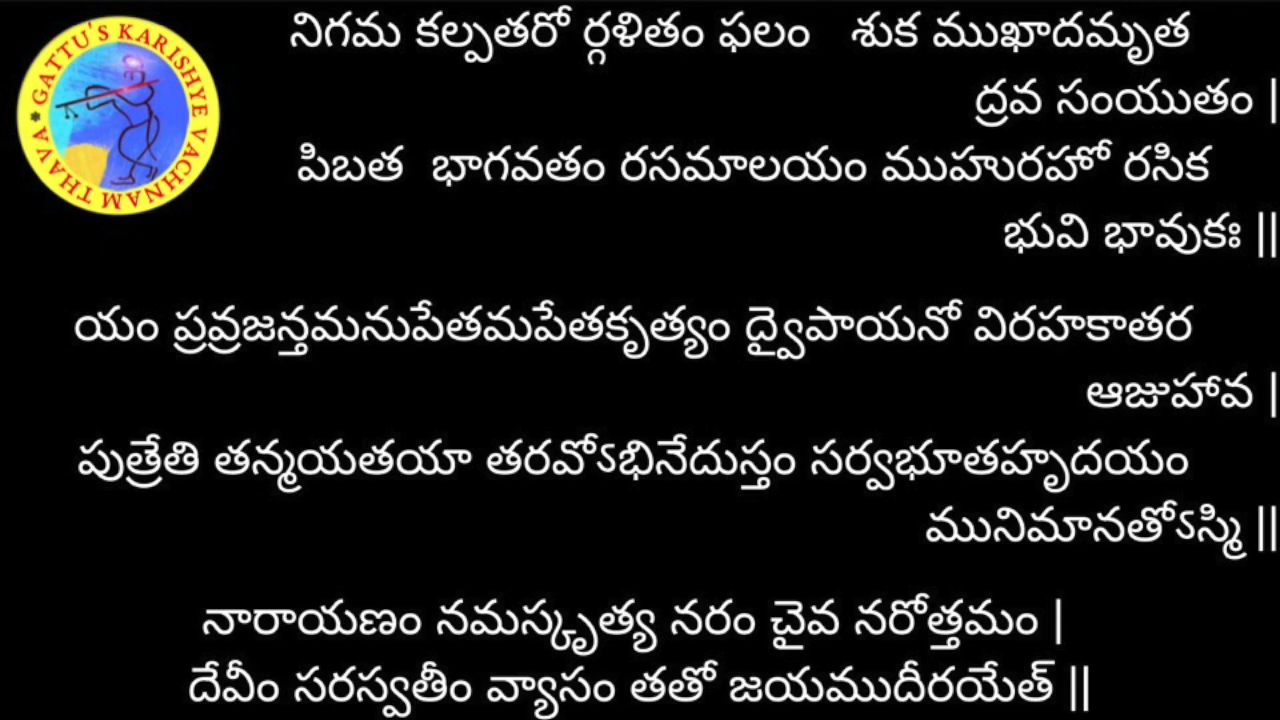 GATTU'S KARISHYE VACHNAM THAVA *
నిగమ కల్పతరో ర్గళితం ఫలం శుక ముఖాదమృత
ద్రవ సంయుతం |
పిబత భాగవతం రసమాలయం ముహురహో రసిక
భువి భావుకః ||
యం ప్రవ్రజన్తమనుపేతమపేతకృత్యం ద్వైపాయనో విరహకాతర
ఆజుహావ |
పుత్రేతి తన్మయతయా తరవోఽభినేదుస్తం సర్వభూతహృదయం
మునిమానతోఽస్మి ||
నారాయణం నమస్కృత్య నరం చైవ నరోత్తమం |
దేవీం సరస్వతీం వ్యాసం తతో జయముదీరయేత్ ||